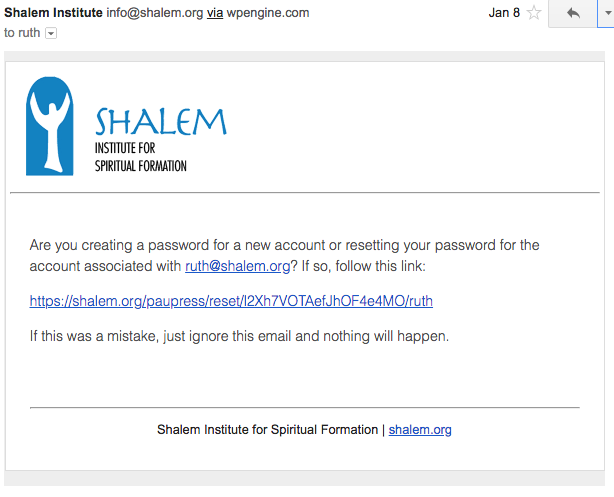 Shalem Institute info@shalem.org via wpengine.com Jan 8
to ruth
SHALEM
INSTITUTE FOR
SPIRITUAL FORMATION
Are you creating a password for a new account or resetting your password for the
account associated with ruth@shalem.org? If so, follow this link:
https://shalem.org/paupress/reset/I2Xh7VOTAefJhOF4e4MO/ruth
If this was a mistake, just ignore this email and nothing will happen.
Shalem Institute for Spiritual Formation | shalem.org